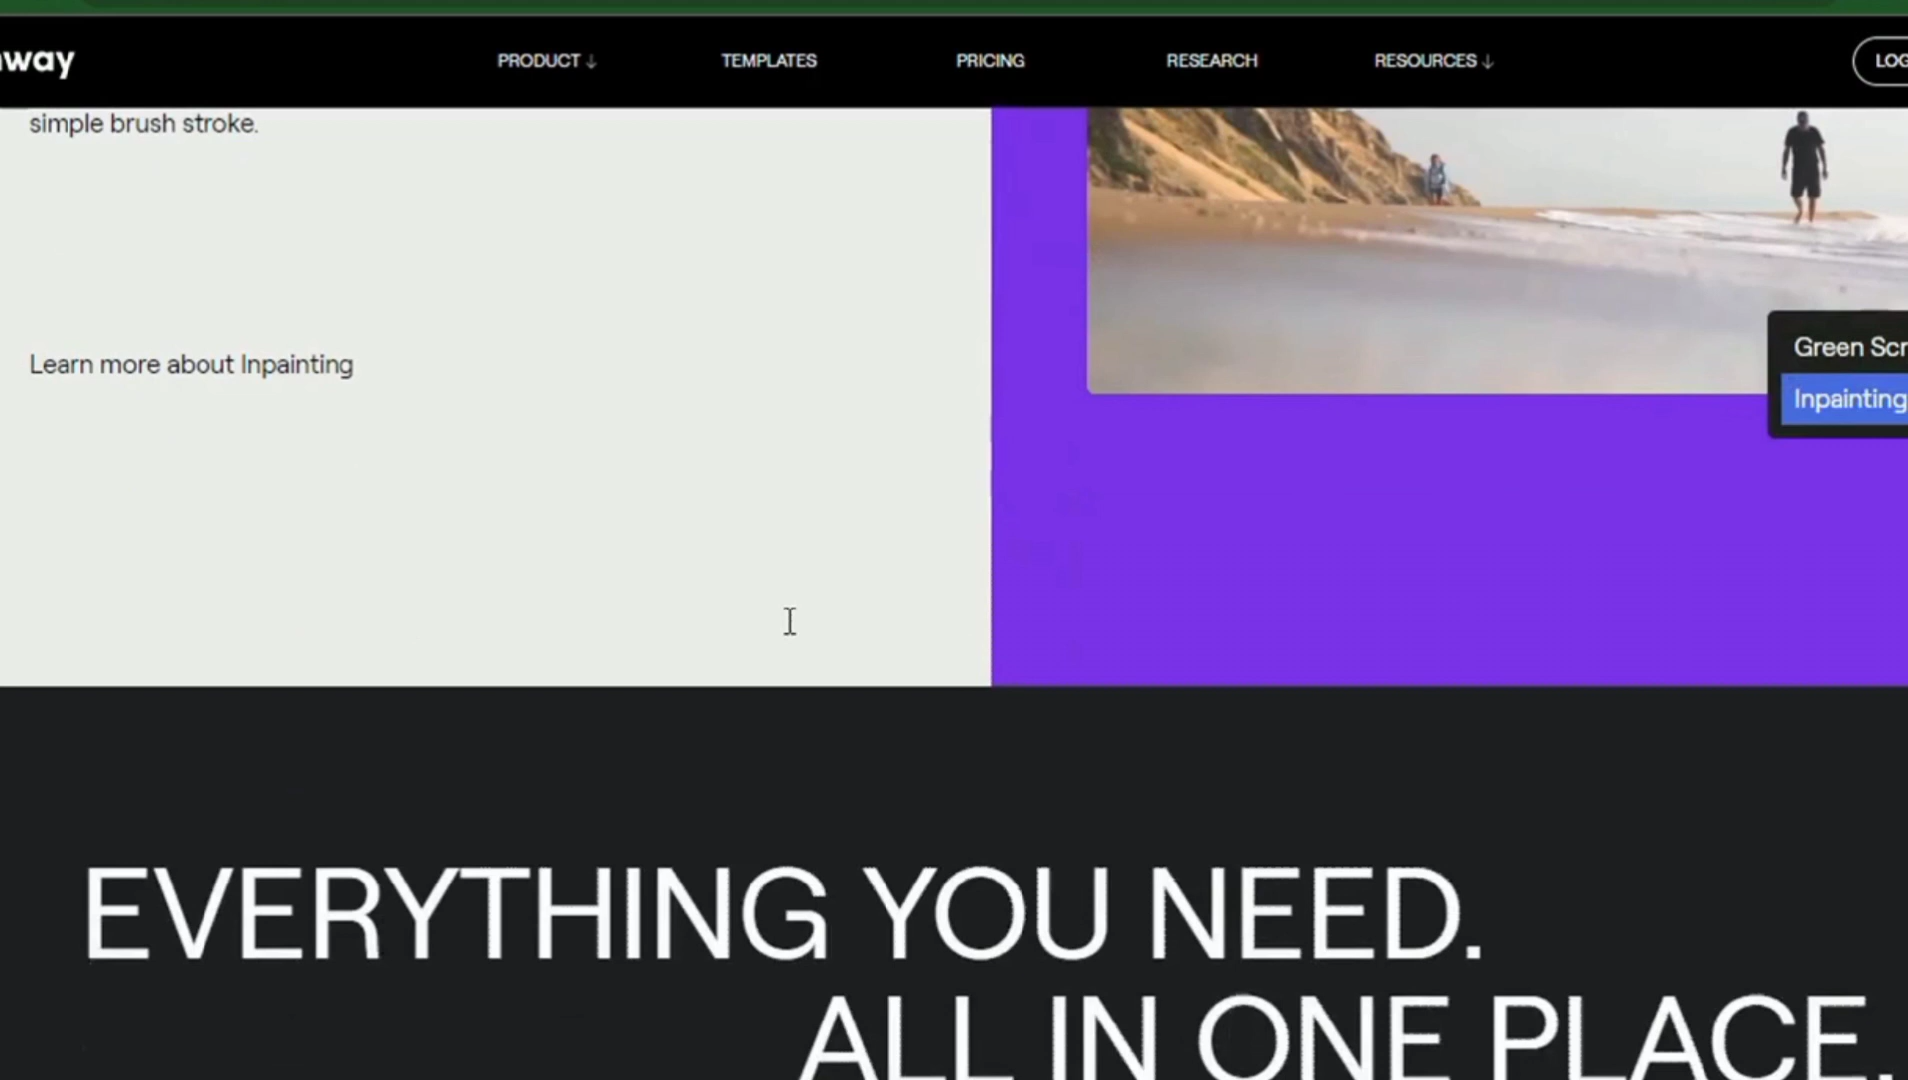 way
PRODUCT ↓
TEMPLATES
PRICING
RESEARCH
RESOURCES ↓
LOG
simple brush stroke.
Learn more about Inpainting
Green Scr
Inpainting
EVERYTHING YOU NEED.
ALL IN ONE PLACE.